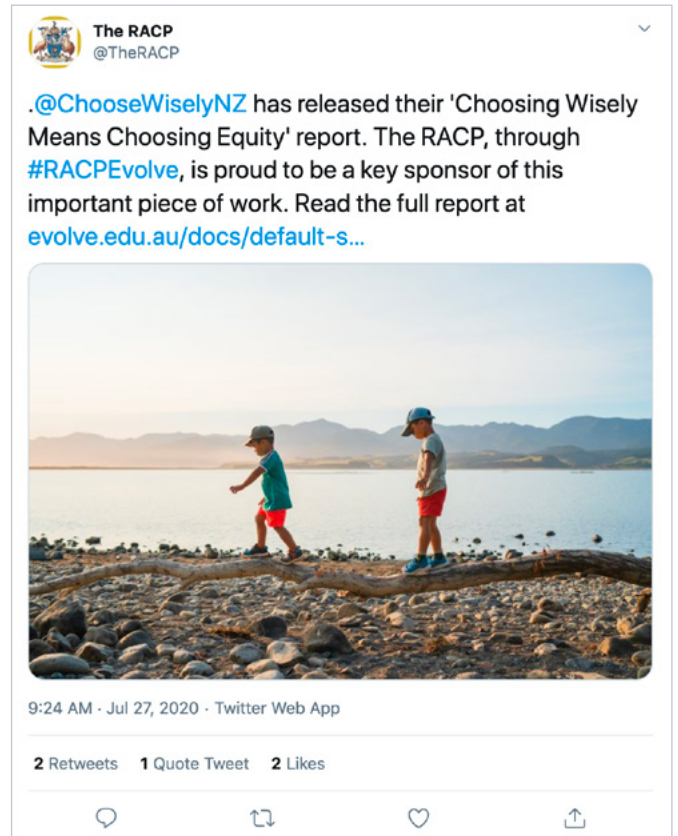 The RACP
@TheRACP
.@ChooseWiselyNZ has released their 'Choosing Wisely
Means Choosing Equity' report. The RACP, through
#RACPEvolve, is proud to be a key sponsor of this
important piece of work. Read the full report at
evolve.edu.au/docs/default-s...
9:24 AM · Jul 27, 2020 · Twitter Web App
2 Retweets 1 Quote Tweet 2 Likes